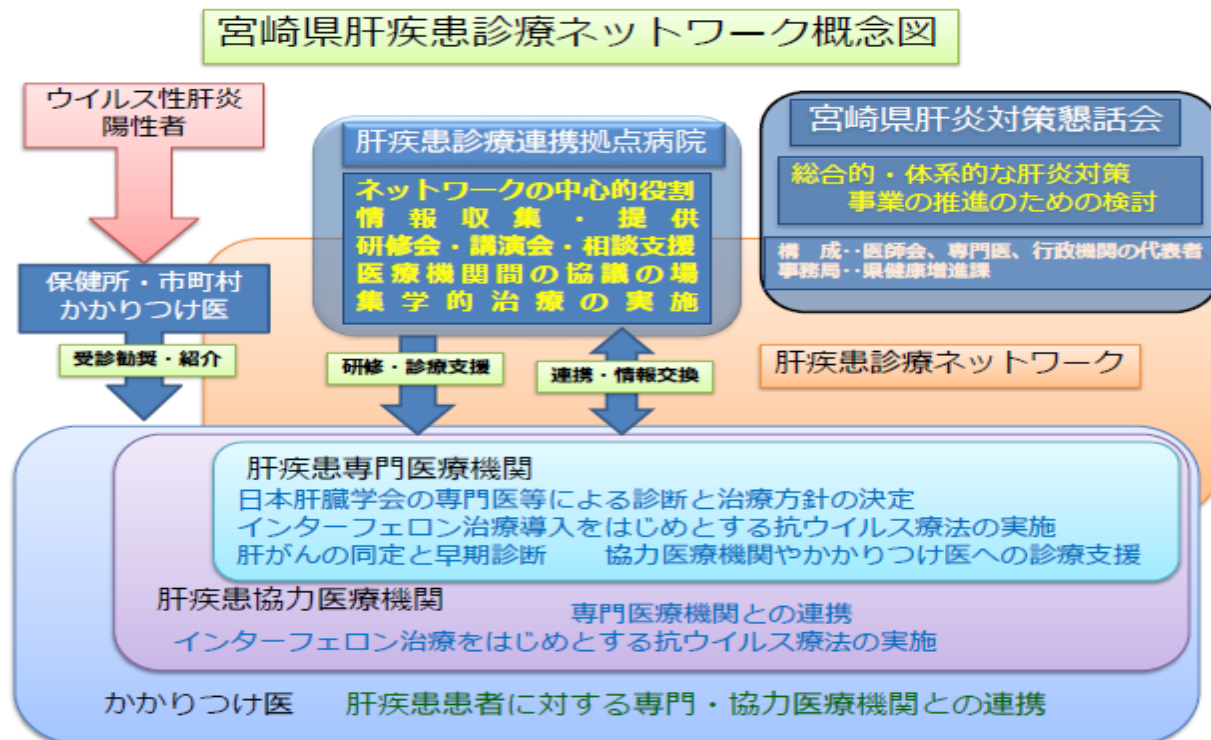 宮崎県肝疾患診療ネットワーク概念図
ウイルス性肝炎
陽性者
肝疾患診療連携拠点病院
ネットワークの中心的役割
情報収集・提供
研修会・講演会・相談支援
医療機関間の協議の場
集学的治療の実施
宮崎県肝炎対策懇話会
総合的・体系的な肝炎対策
事業の推進のための検討
構　成‥医師会、専門医、行政機関の代表者
事務局‥県健康増進課
保健所・市町村
かかりつけ医
受診勧奨・紹介
研修・診療支援
連携・情報交換
肝疾患診療ネットワーク
肝疾患専門医療機関
日本肝臓学会の専門医等による診断と治療方針の決定
インターフェロン治療導入をはじめとする抗ウイルス療法の実施
肝がんの同定と早期診断　　協力医療機関やかかりつけ医への診療支援
肝疾患協力医療機関
専門医療機関との連携
インターフェロン治療をはじめとする抗ウイルス療法の実施
かかりつけ医　肝疾患患者に対する専門・協力医療機関との連携